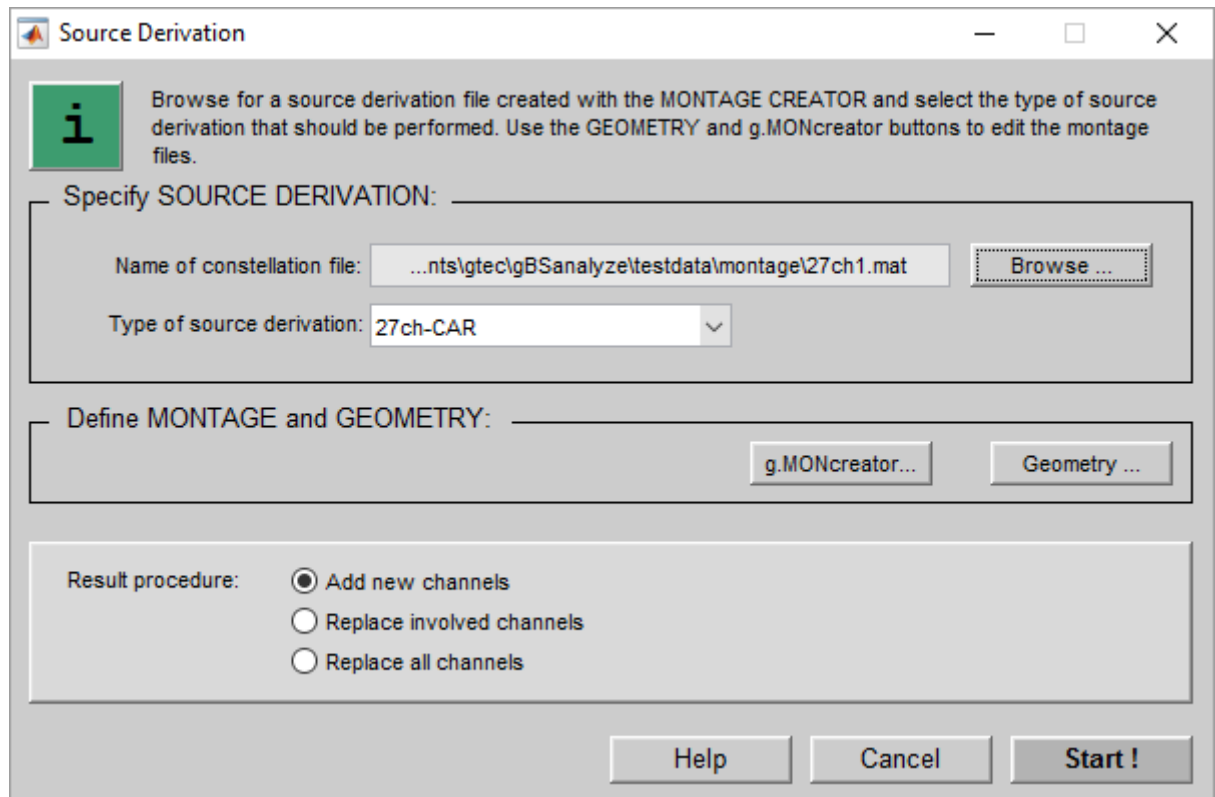 Source Derivation
i
Browse for a source derivation file created with the MONTAGE CREATOR and select the type of source
derivation that should be performed. Use the GEOMETRY and g.MONcreator buttons to edit the montage
files.
Specify SOURCE DERIVATION:
Name of constellation file: ...nts\gtec\gBSanalyze\testdata\montage\27ch1.mat Browse ...
Type of source derivation: 27ch-CAR
Define MONTAGE and GEOMETRY:
g.MONcreator... Geometry ...
Result procedure: Add new channels
Replace involved channels
Replace all channels
Help Cancel Start !